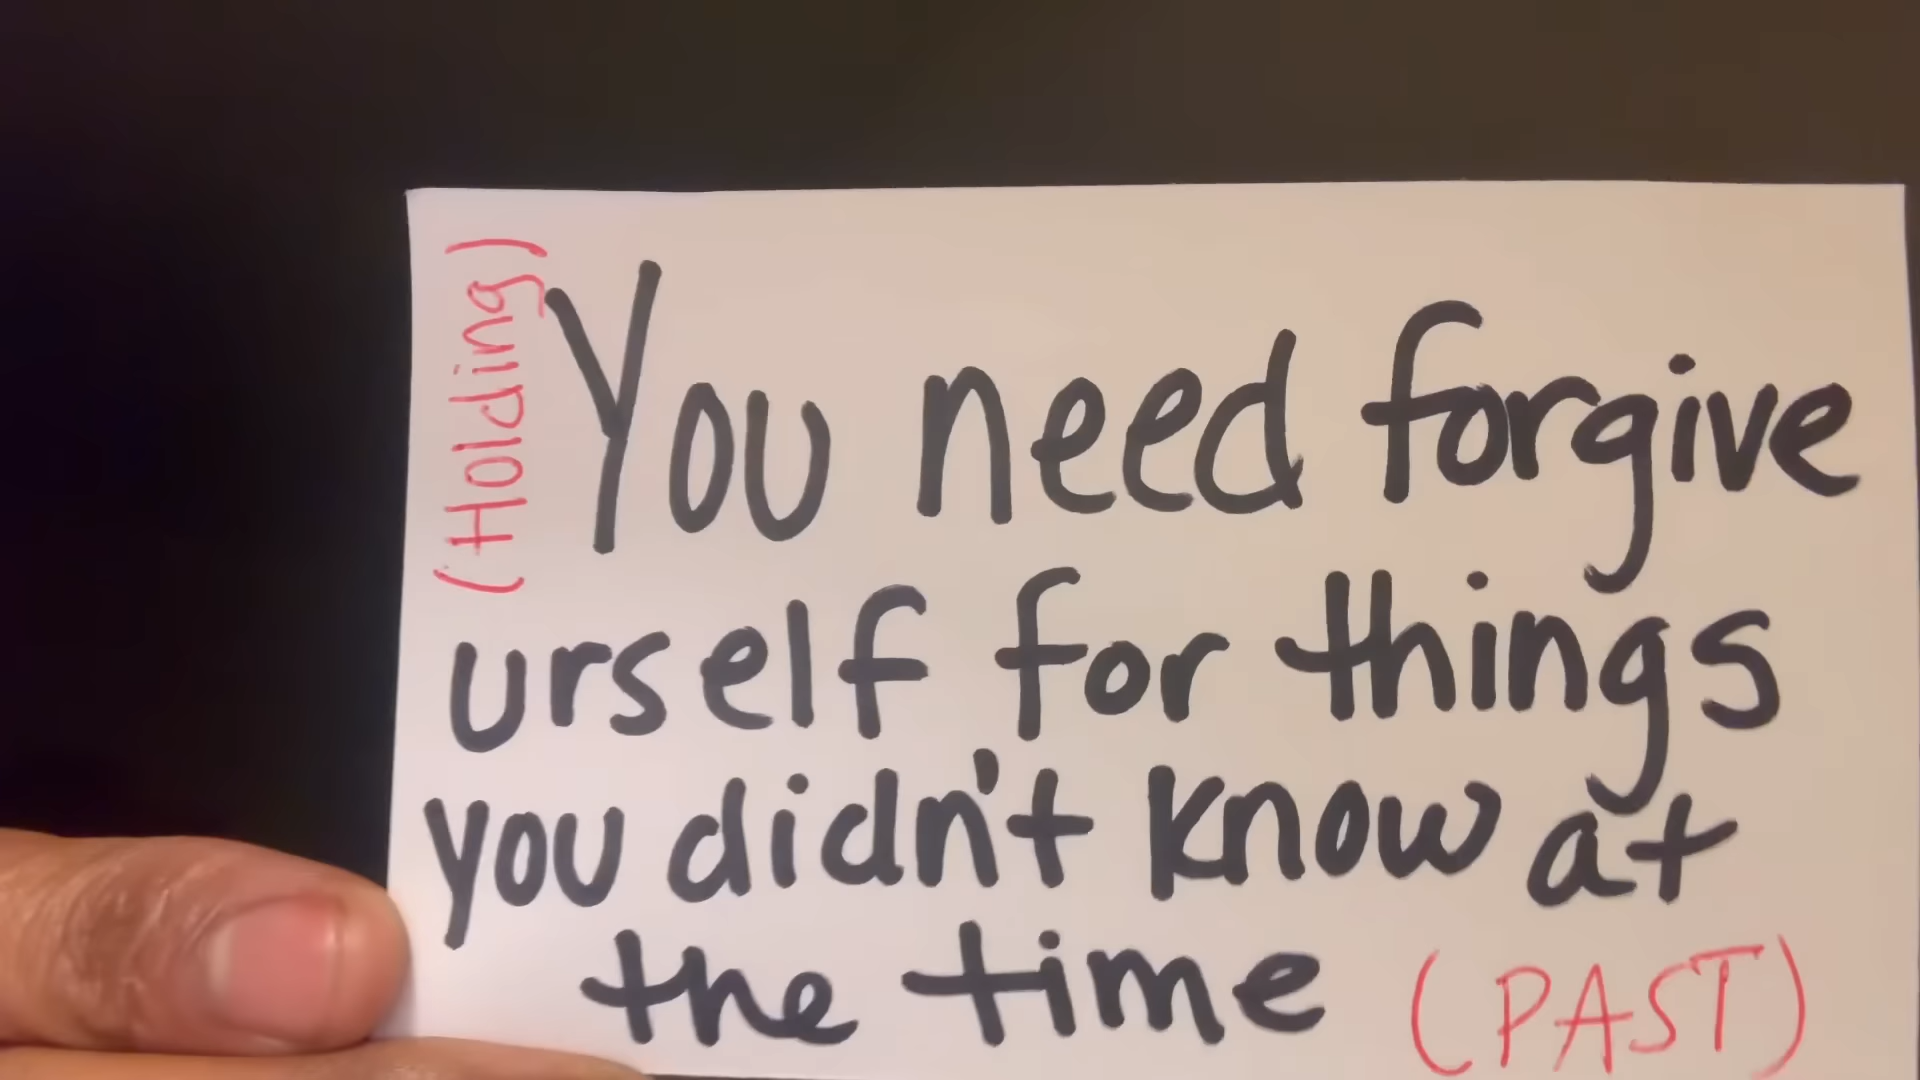 (Holding)
You need forgive
urself for things
you didn't know at
the time (PAST)